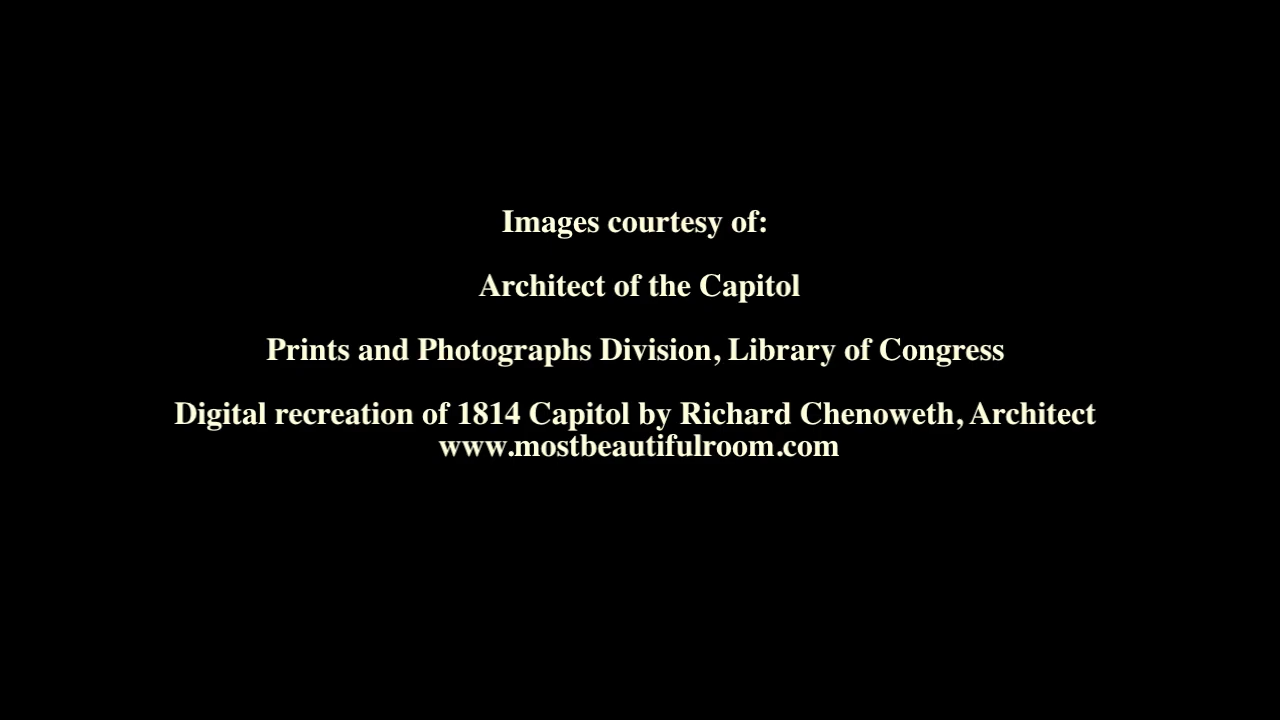 Images courtesy of:
Architect of the Capitol
Prints and Photographs Division, Library of Congress
Digital recreation of 1814 Capitol by Richard Chenoweth, Architect
www.mostbeautifulroom.com